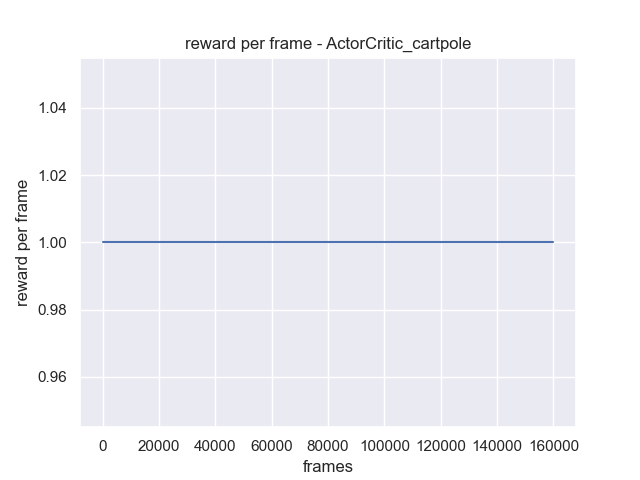 reward per frame - ActorCritic_cartpole
1.04
1.02
1.00
0.98
0.96
reward per frame
0 20000 40000 60000 80000 100000 120000 140000 160000
frames